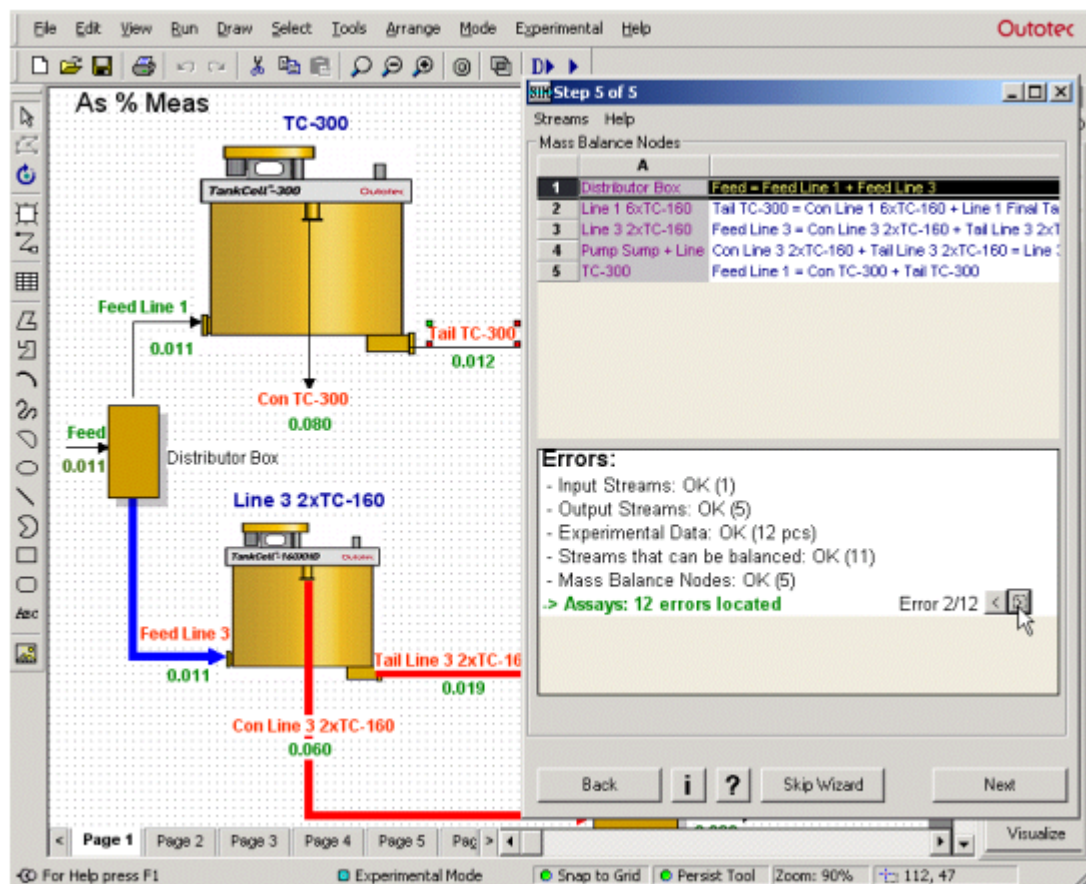 File Edit View Run Draw Select Tools Arrange Mode Experimental Help
Outotec
As % Meas
TC-300
TankCell -300 Outotec
Feed Line 1
0.011
Tail TC-300
0.012
Con TC-300
0.080
Feed
0.011
Distributor Box
Line 3 2xTC-160
Outotec
Feed Line 3
0.011
Tail Line 3 2xTC-16
0.019
Con Line 3 2xTC-160
0.060
Abc
Step 5 of 5
Streams Help
Mass Balance Nodes
A
1 Distributor Box Feed = Feed Line 1 + Feed Line 3
2 Line 1 6xTC-160 Tail TC-300 = Con Line 1 6xTC-160 + Line 1 Final Ta
3 Line 3 2xTC-160 Feed Line 3 = Con Line 3 2xTC-160 + Tail Line 3 2xT
4 Pump Sump + Line Con Line 3 2xTC-160 + Tail Line 3 2xTC-160 = Line
5 TC-300 Feed Line 1 = Con TC-300 + Tail TC-300
Errors:
- Input Streams: OK (1)
- Output Streams: OK (5)
- Experimental Data: OK (12 pcs)
- Streams that can be balanced: OK (11)
- Mass Balance Nodes: OK (5)
-> Assays: 12 errors located Error 2/12 <
Back i ? Skip Wizard Next
< Page 1 Page 2 Page 3 Page 4 Page 5 Pag >
Visualize
For Help press F1 Experimental Mode Snap to Grid Persist Tool Zoom: 90% 112, 47